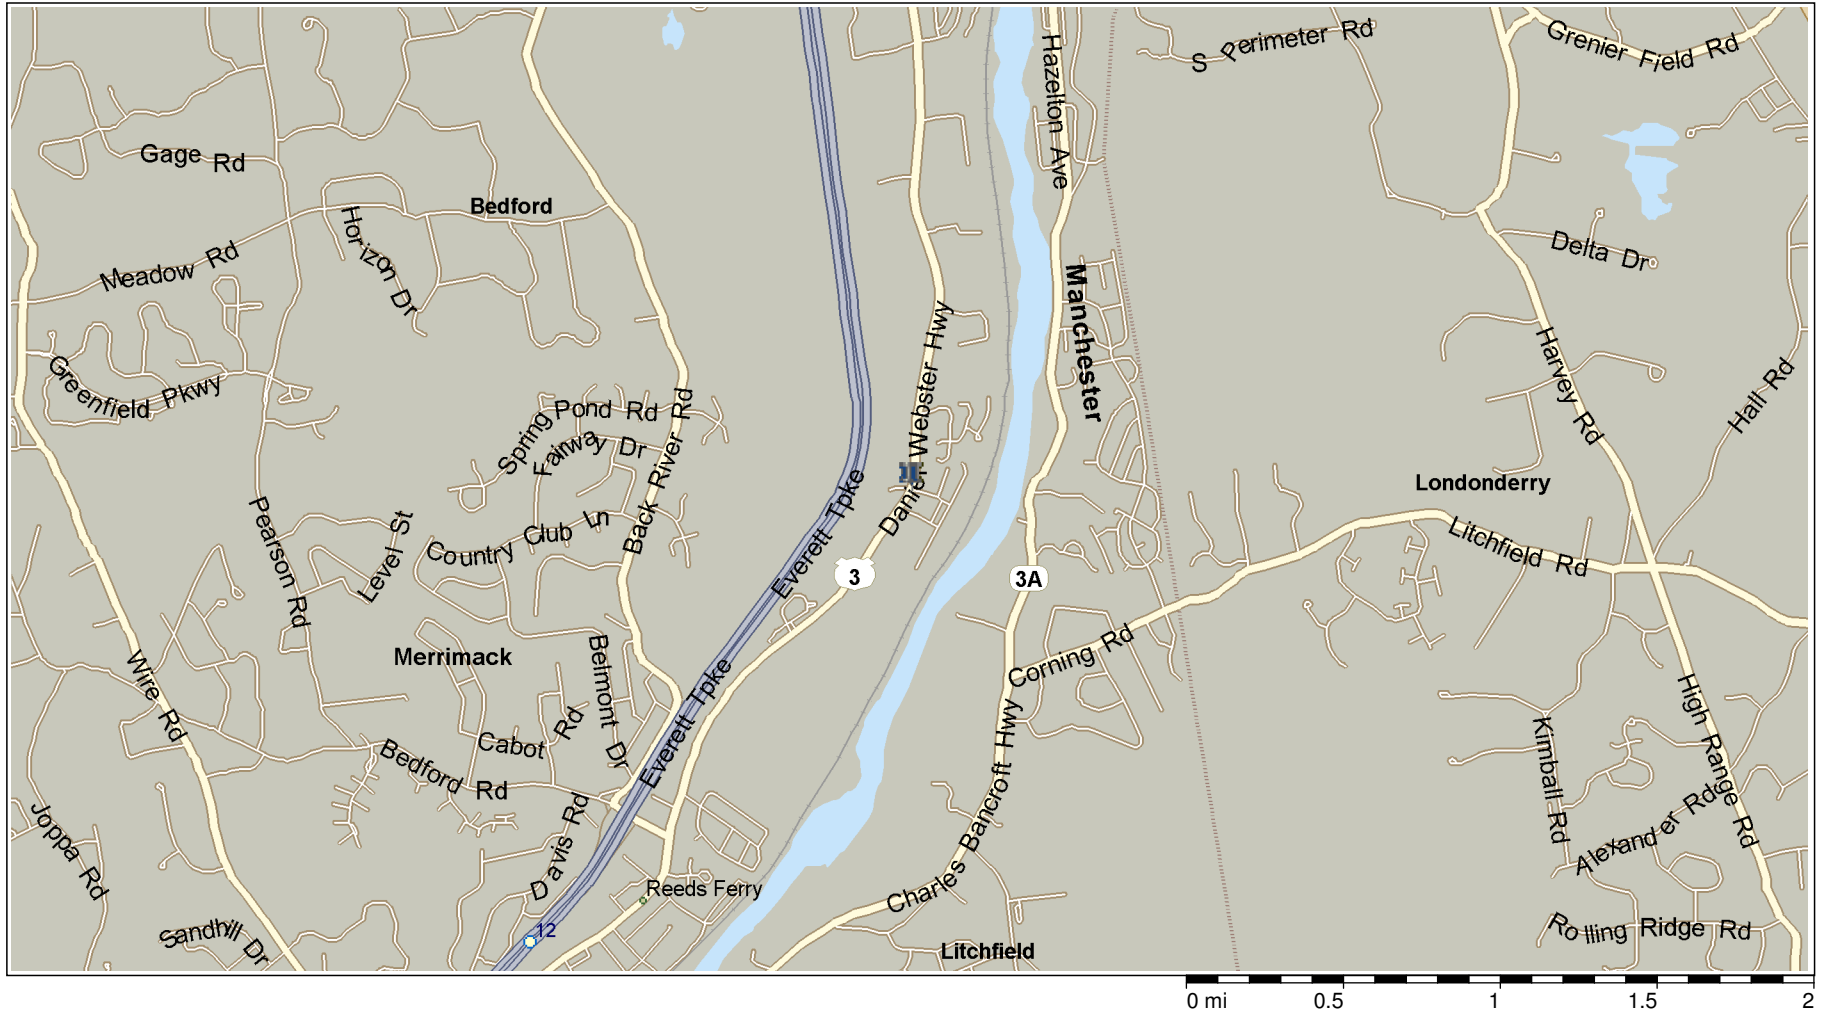 S Perimeter Rd
Grenier Field Rd
Hazelton Ave
Gage Rd
Bedford
Horizon Dr
Meadow Rd
Delta Dr
Manchester
Daniel Webster Hwy
Harvey Rd
Hall Rd
Greenfield Pkwy
Spring Pond Rd
Fairway Dr
Back River Rd
Londonderry
Litchfield Rd
Pearson Rd
Level St
Country Club Ln
Everett Tpke
3
3A
Corning Rd
Merrimack
Belmont Dr
Wire Rd
Everett Tpke
High Range Rd
Cabot Rd
Bedford Rd
Charles Bancroft Hwy
Kimball Rd
Alexander Rd
Joppa Rd
Davis Rd
Reeds Ferry
Sandhill Dr
12
Rolling Ridge Rd
Litchfield
0 mi 0.5 1 1.5 2